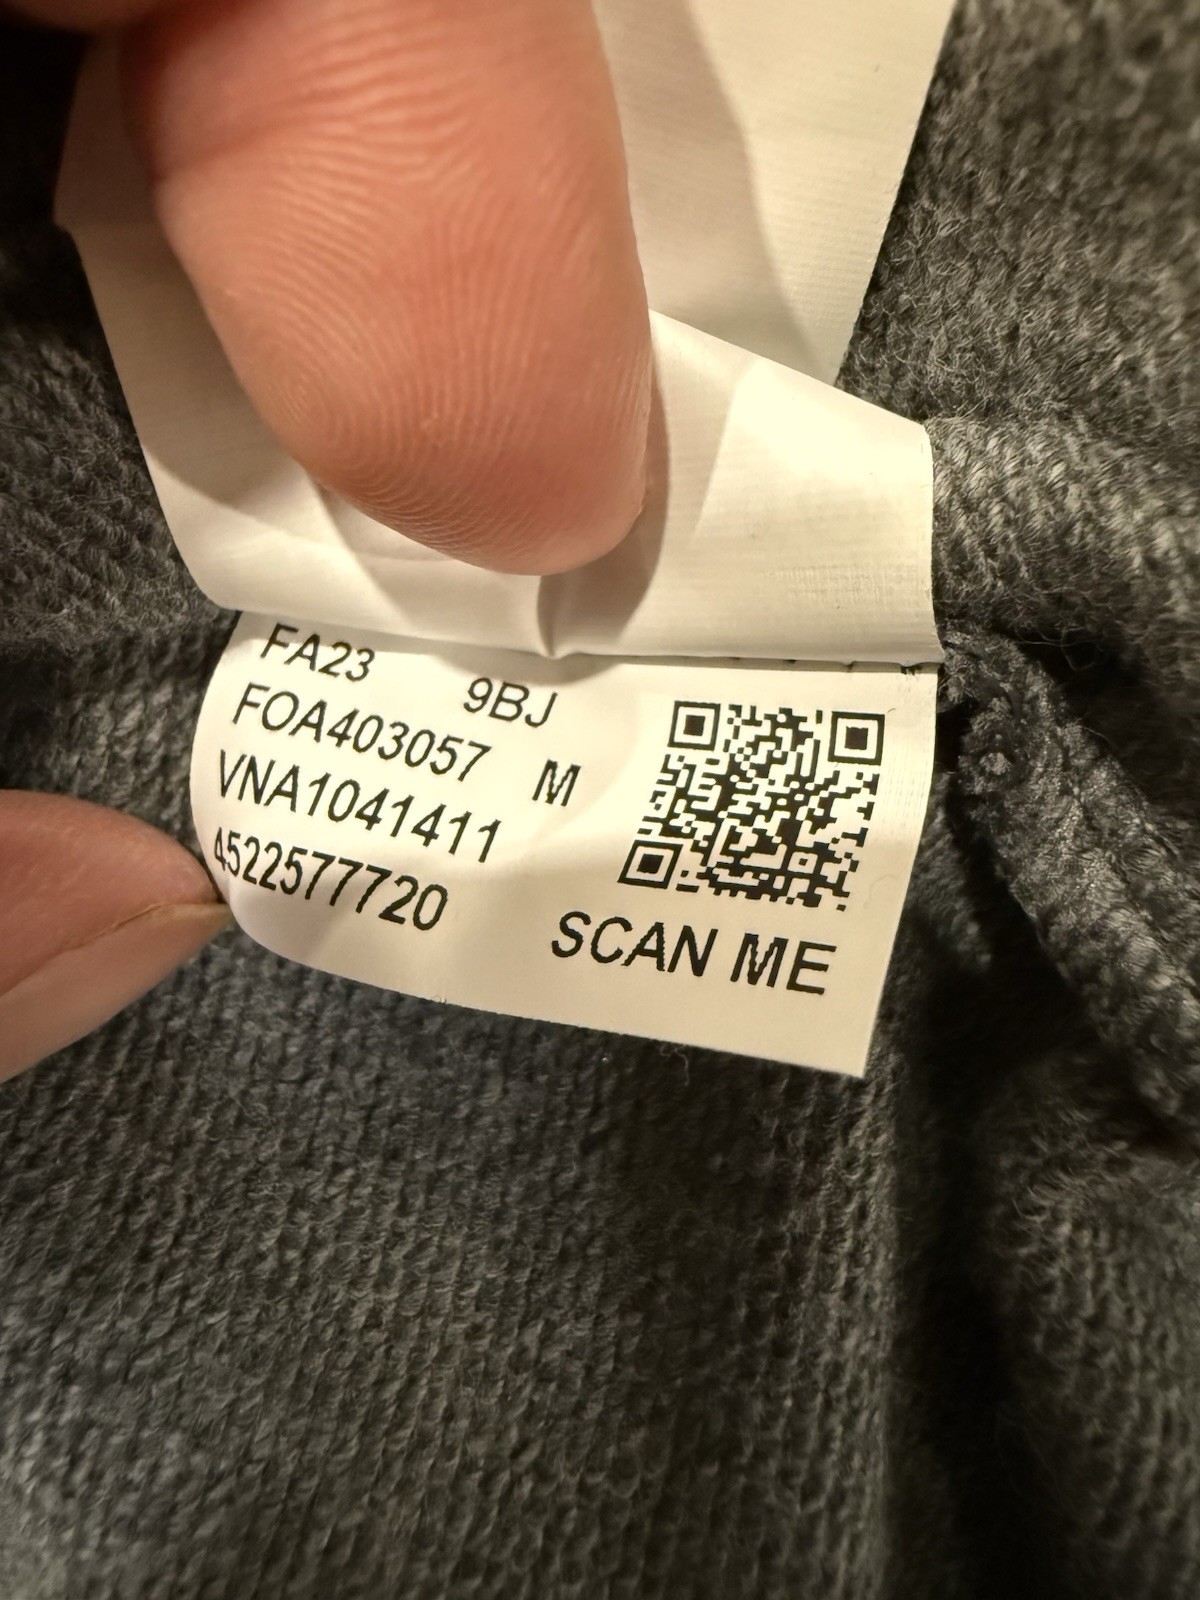 FA23 9BJ
FOA403057 M
VNA1041411
4522577720
SCAN ME